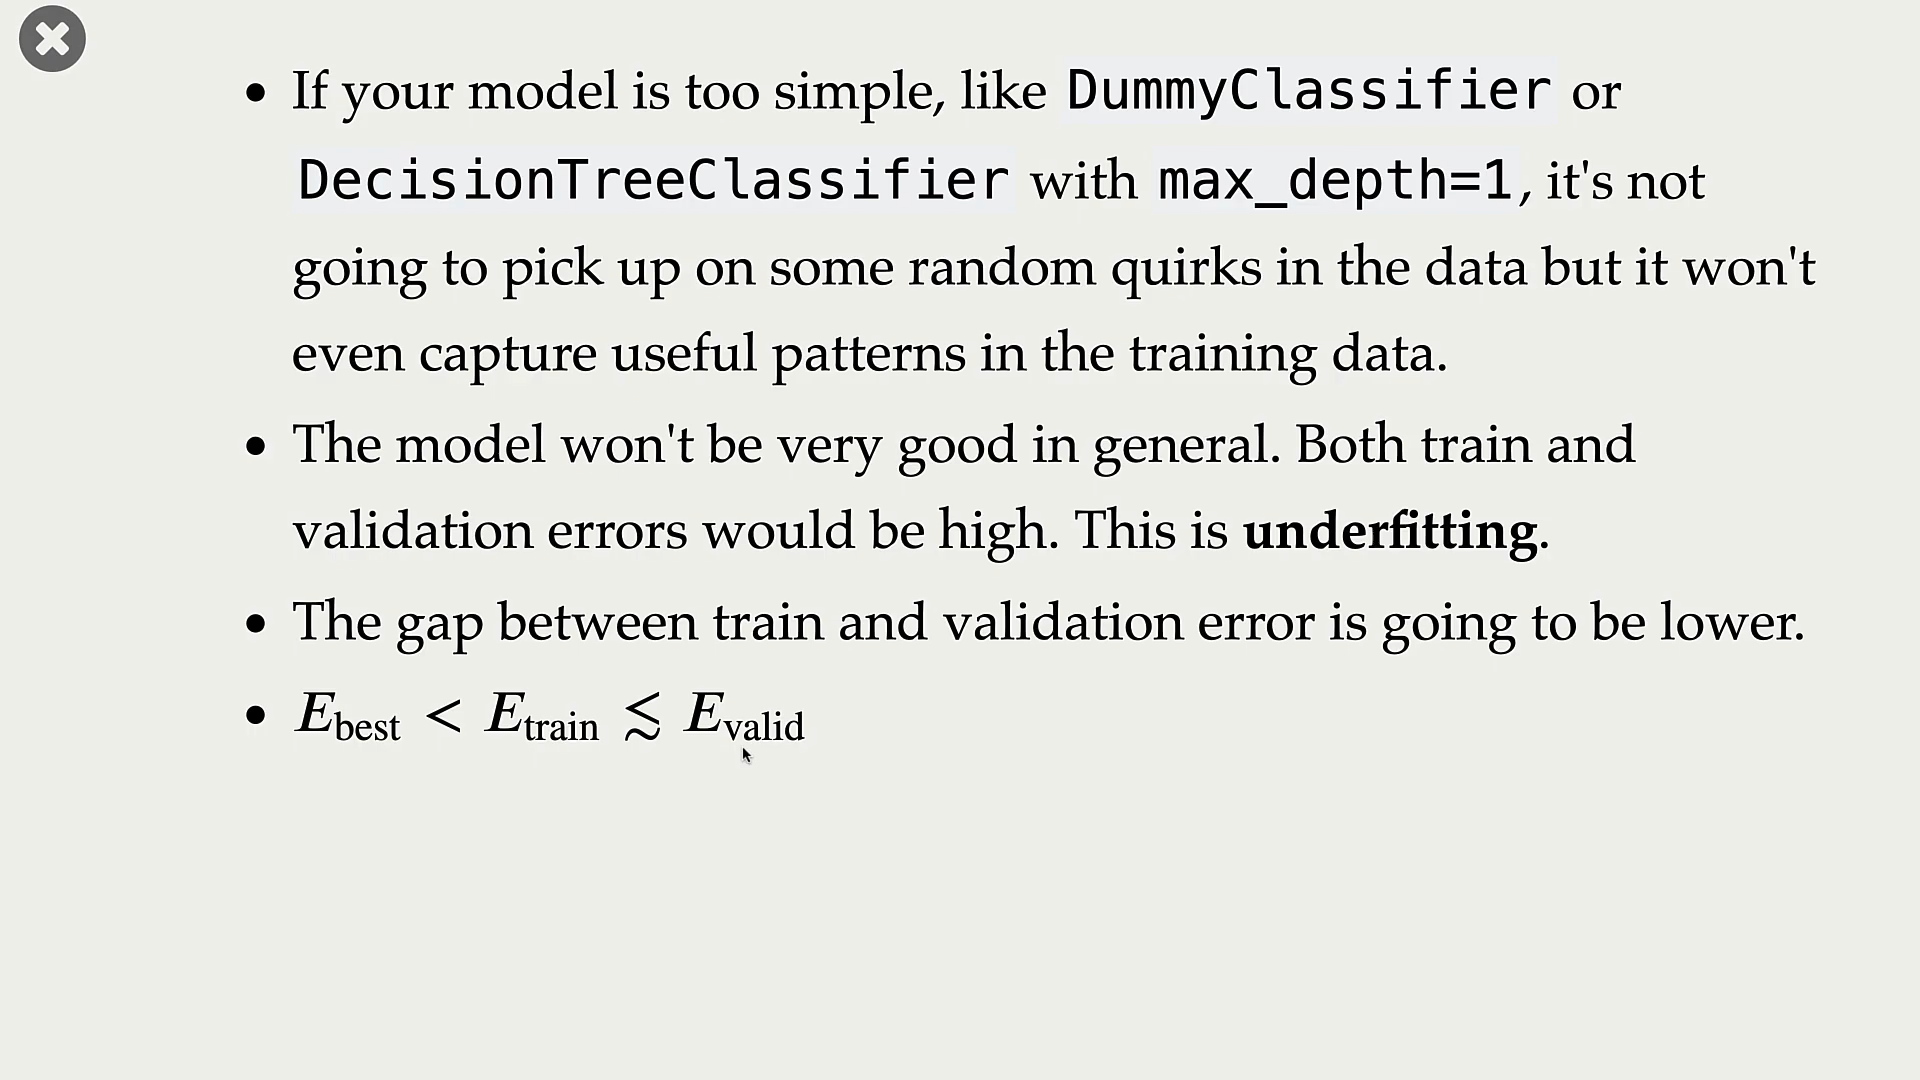 • If your model is too simple, like DummyClassifier or
DecisionTreeClassifier with max_depth=1, it's not
going to pick up on some random quirks in the data but it won't
even capture useful patterns in the training data.
• The model won't be very good in general. Both train and
validation errors would be high. This is underfitting.
• The gap between train and validation error is going to be lower.
• E_best < E_train ⪅ E_valid